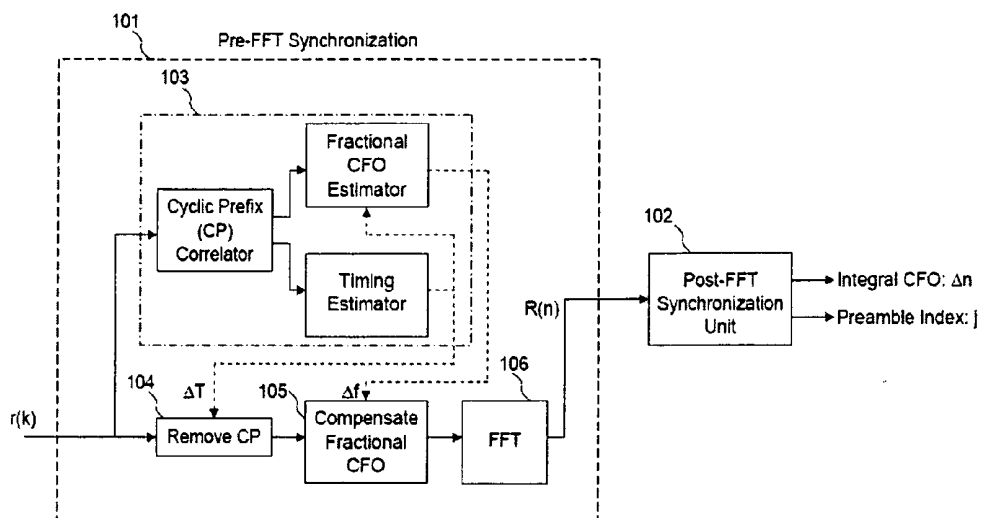 101
Pre-FFT Synchronization
103
Fractional
CFO
Estimator
Cyclic Prefix
(CP)
Correlator
Timing
Estimator
102
Post-FFT
Synchronization
Unit
Integral CFO: Δn
Preamble Index: j
R(n)
106
104
ΔT
105
Δf
r(k)
Remove CP
Compensate
Fractional
CFO
FFT